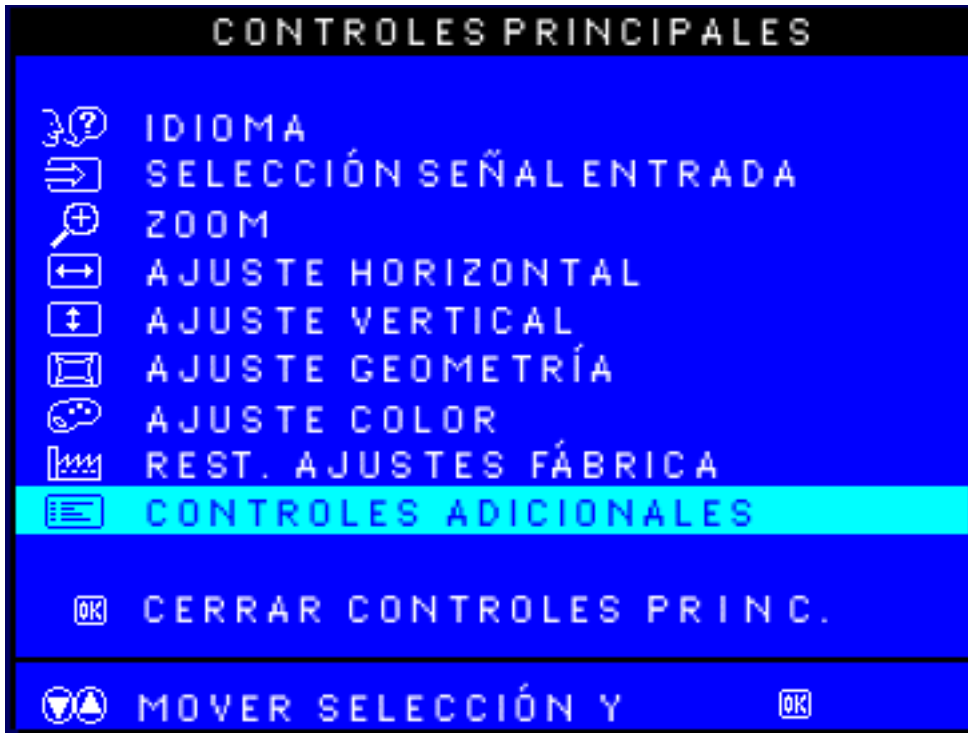 CONTROLES PRINCIPALES
IDIOMA
SELECCIÓN SEÑAL ENTRADA
ZOOM
AJUSTE HORIZONTAL
AJUSTE VERTICAL
AJUSTE GEOMETRÍA
AJUSTE COLOR
REST. AJUSTES FÁBRICA
CONTROLES ADICIONALES
OK CERRAR CONTROLES PRINC.
MOVER SELECCIÓN Y OK